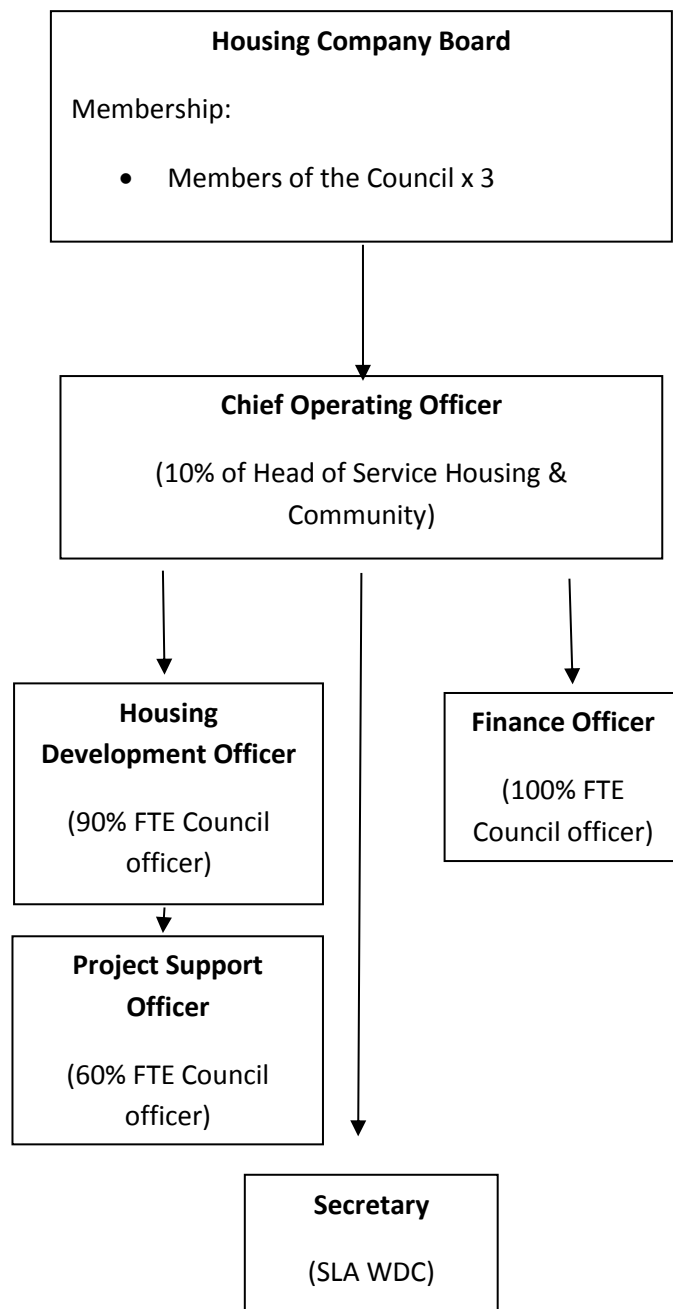 Housing Company Board
Membership:
• Members of the Council x 3
Chief Operating Officer
(10% of Head of Service Housing &
Community)
Housing
Development Officer
(90% FTE Council
officer)
Finance Officer
(100% FTE
Council officer)
Project Support
Officer
(60% FTE Council
officer)
Secretary
(SLA WDC)